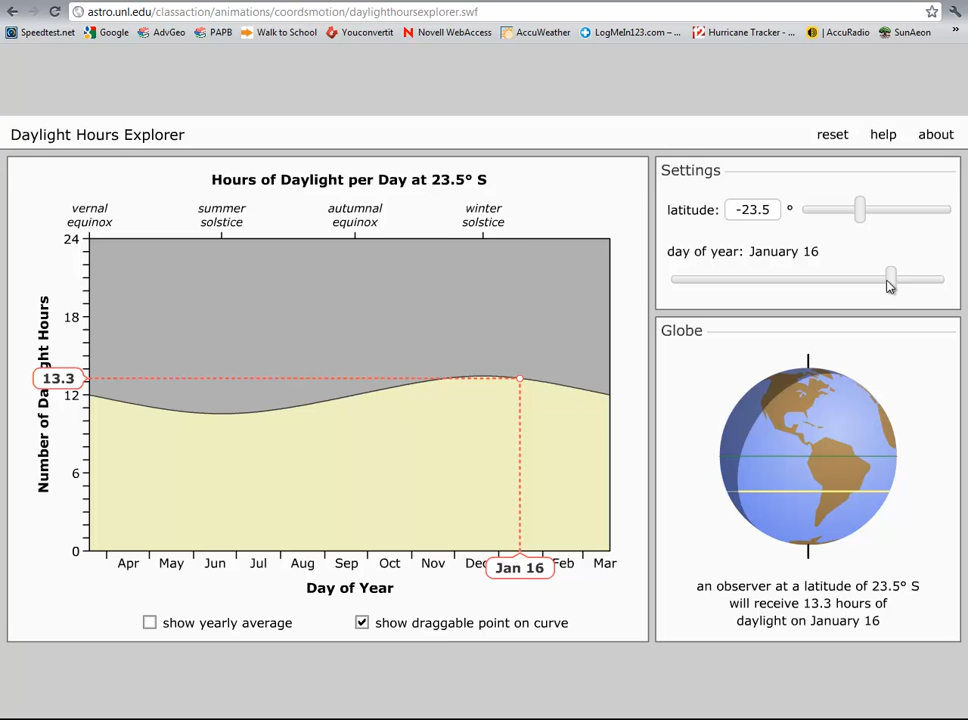 astro.unl.edu/classaction/animations/coordsmotion/daylighthoursexplorer.swf
Speedtest.net Google AdvGeo PAPB Walk to School Youconvertit Novell WebAccess AccuWeather LogMeIn123.com – ... Hurricane Tracker - ... | AccuRadio SunAeon »
Daylight Hours Explorer reset help about
Hours of Daylight per Day at 23.5° S
vernal equinox
summer solstice
autumnal equinox
winter solstice
24
18
13.3
12
6
0
Number of Daylight Hours
Apr May Jun Jul Aug Sep Oct Nov Dec Jan 16 Feb Mar
Day of Year
show yearly average show draggable point on curve
Settings
latitude: -23.5 °
day of year: January 16
Globe
an observer at a latitude of 23.5° S
will receive 13.3 hours of
daylight on January 16